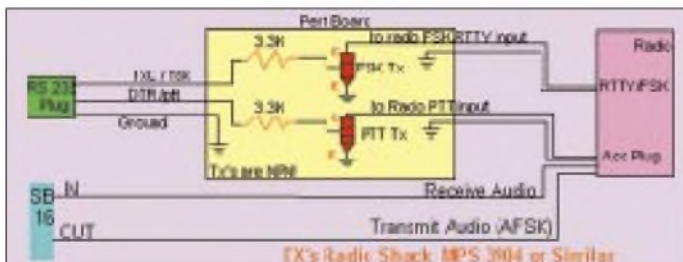 Perf Board
to radio FSK/RTTY input
Radio
3.3K
TXD / fsk
FSK Tx
RTTY/FSK
RS 232
Plug
DTR/ptt
3.3K
to Radio PTT input
Ground
PTT Tx
Tx's are NPN!
Acc Plug
SB
16
IN
Receive Audio
OUT
Transmit Audio (AFSK)
TX's Radio Shack MPS 3904 or Similar